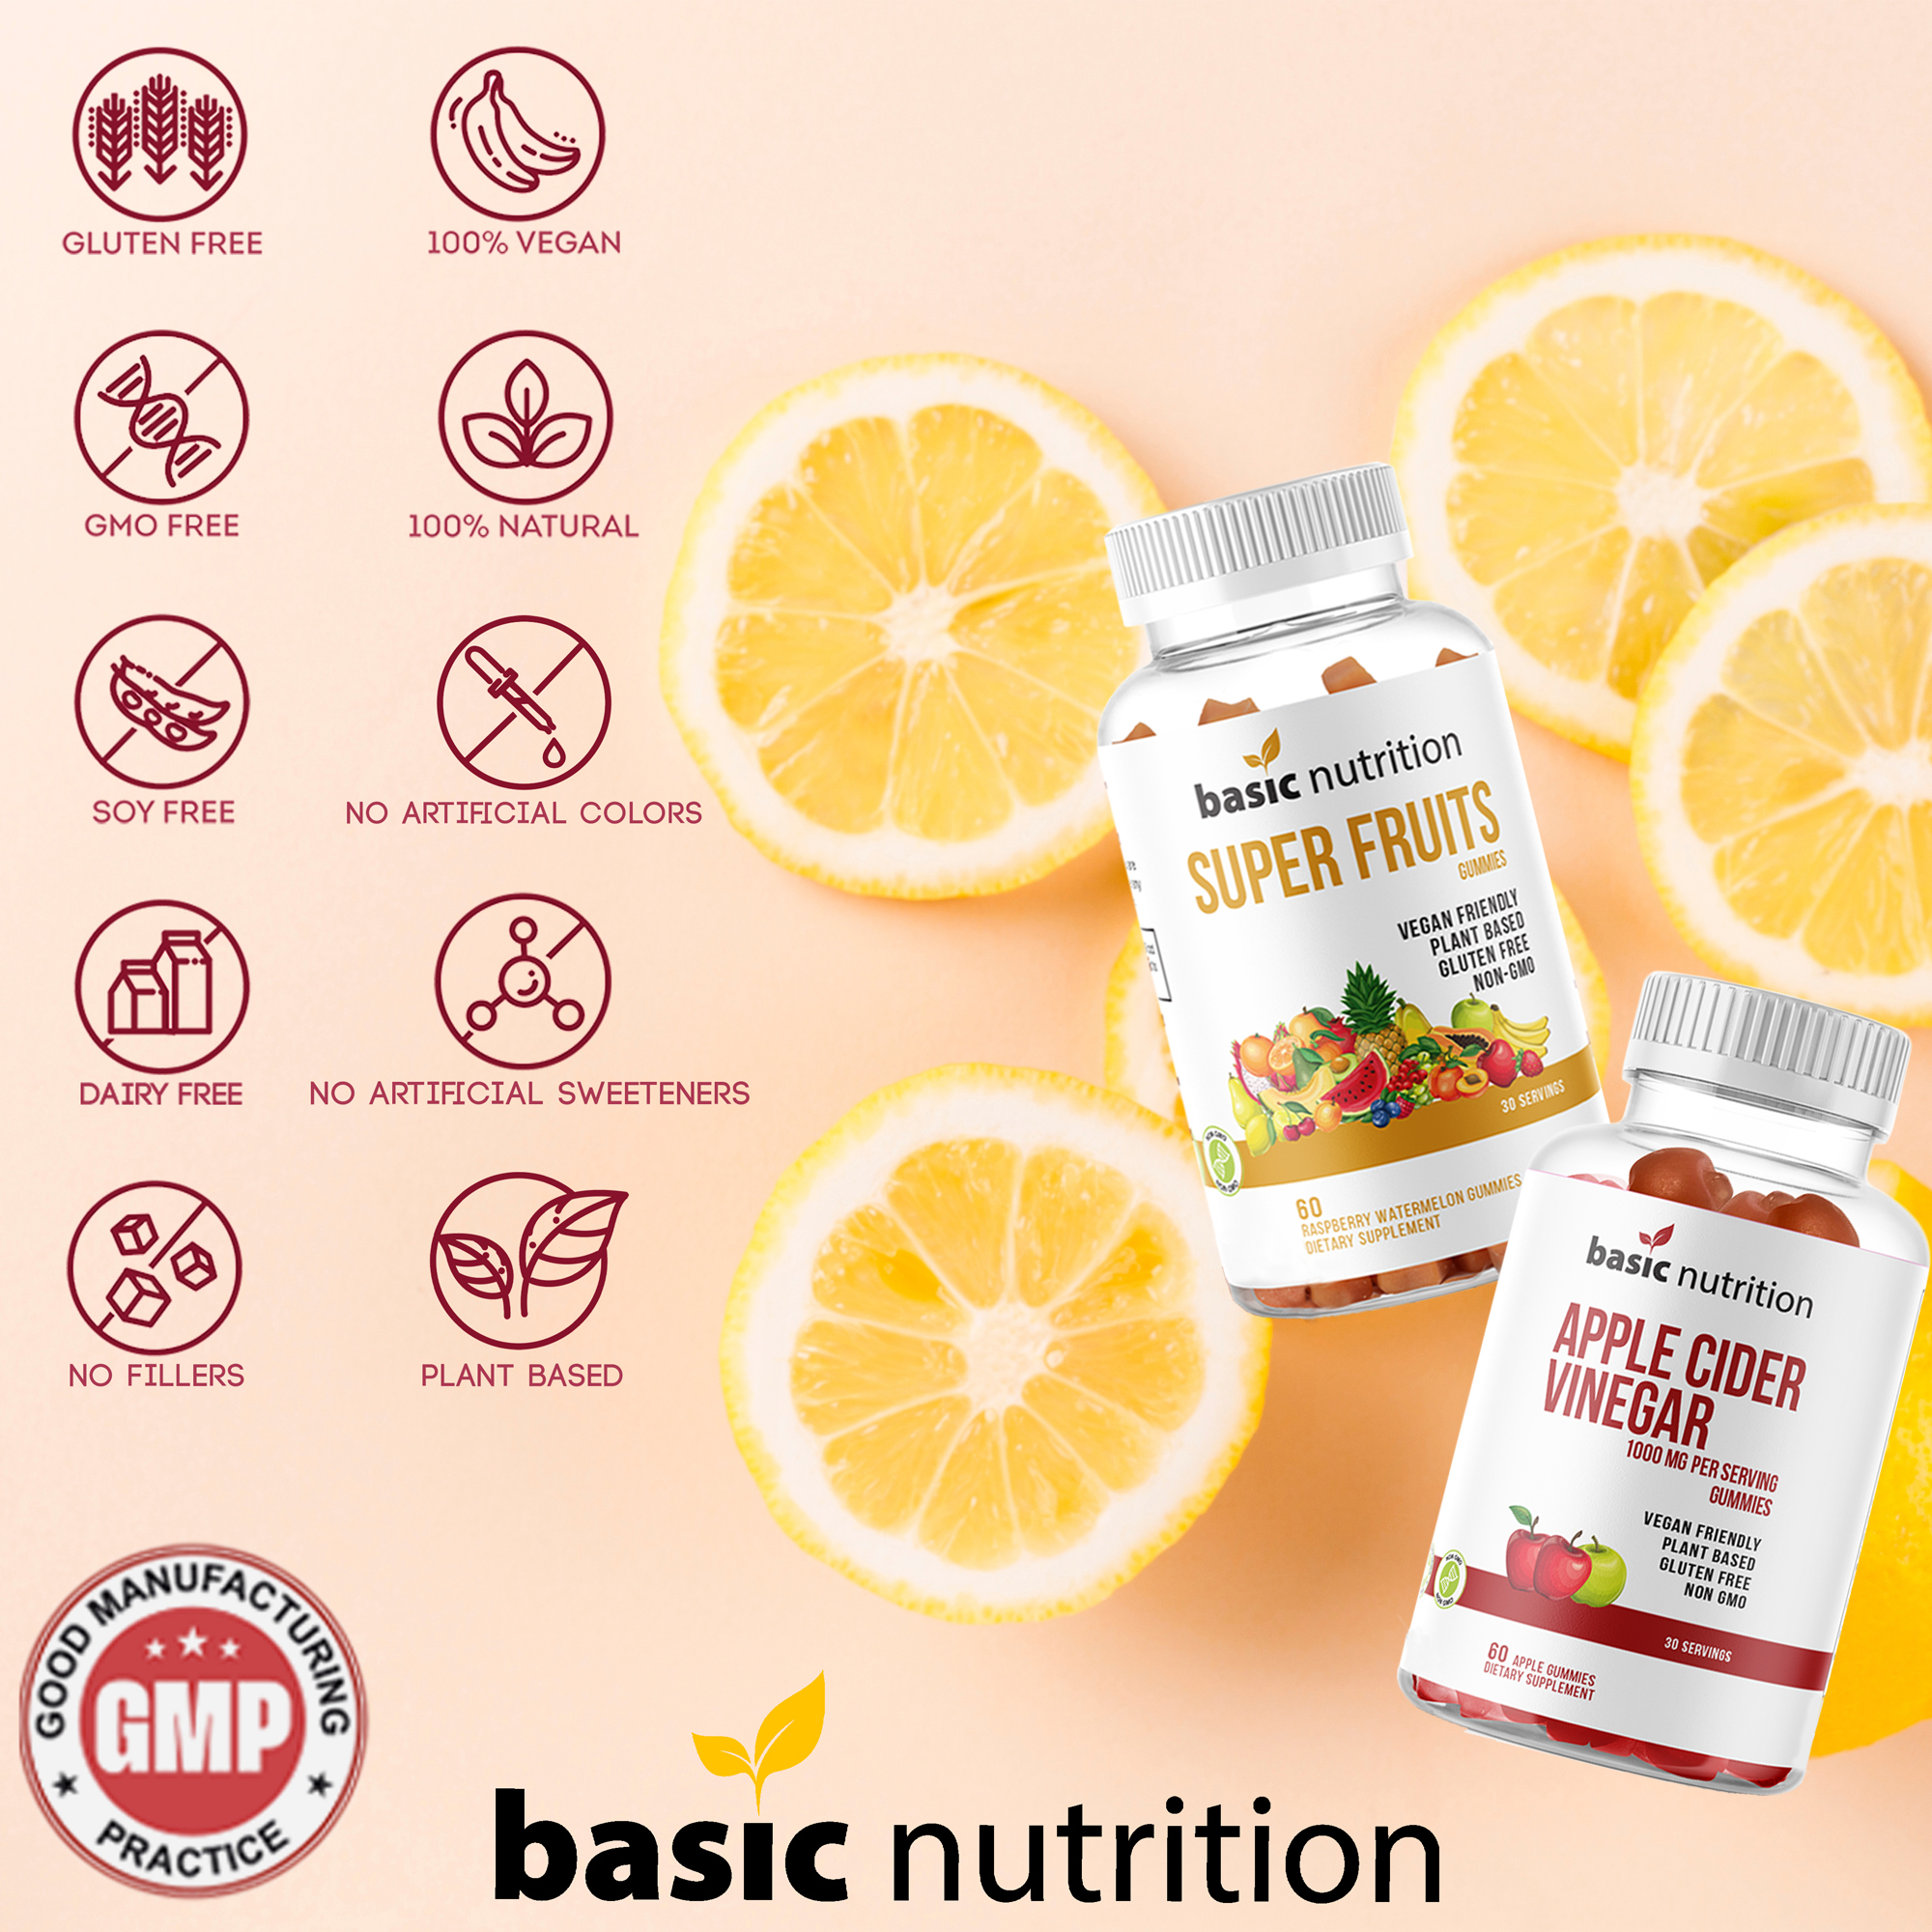 GLUTEN FREE
100% VEGAN
GMO FREE
100% NATURAL
SOY FREE
NO ARTIFICIAL COLORS
DAIRY FREE
NO ARTIFICIAL SWEETENERS
NO FILLERS
PLANT BASED
basic nutrition
SUPER FRUITS
GUMMIES
VEGAN FRIENDLY
PLANT BASED
GLUTEN FREE
NON-GMO
30 SERVINGS
60
RASPBERRY WATERMELON GUMMIES
DIETARY SUPPLEMENT
basic nutrition
APPLE CIDER
VINEGAR
1000 MG PER SERVING
GUMMIES
VEGAN FRIENDLY
PLANT BASED
GLUTEN FREE
NON GMO
30 SERVINGS
60 APPLE GUMMIES
DIETARY SUPPLEMENT
GOOD MANUFACTURING
GMP
PRACTICE
basic nutrition